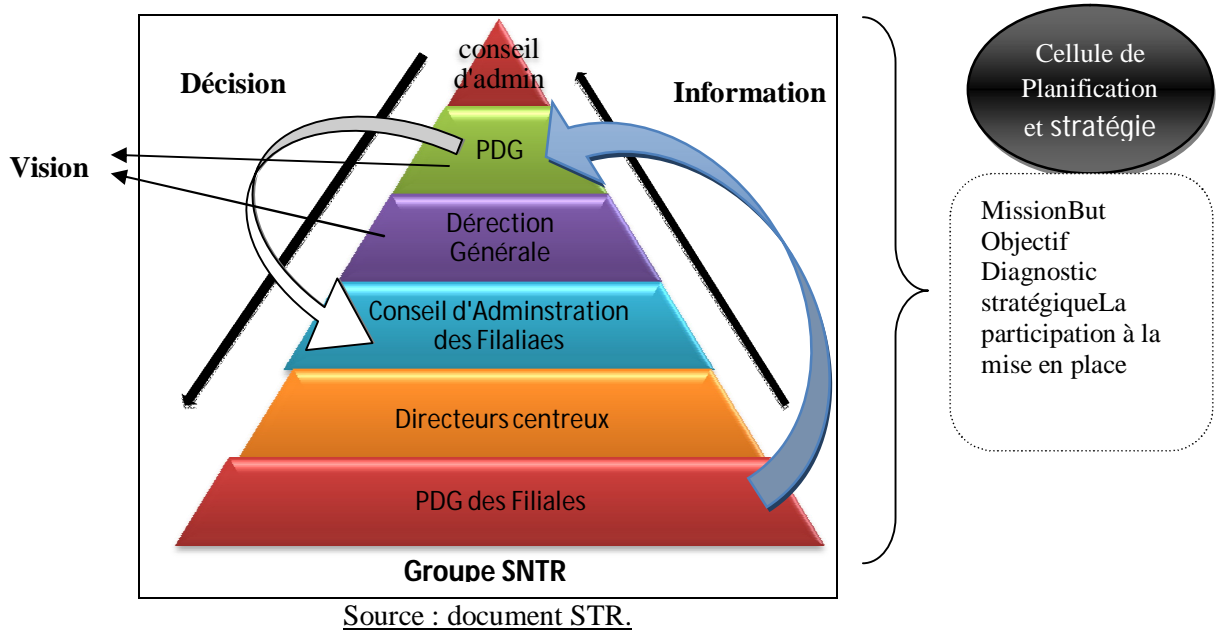 conseil
d'admin
Décision
Information
Vision
PDG
Dérection
Générale
Conseil d'Adminstration
des Filaliaes
Directeurs centreux
PDG des Filiales
Groupe SNTR
Cellule de
Planification
et stratégie
MissionBut
Objectif
Diagnostic
stratégiqueLa
participation à la
mise en place
Source : document STR.